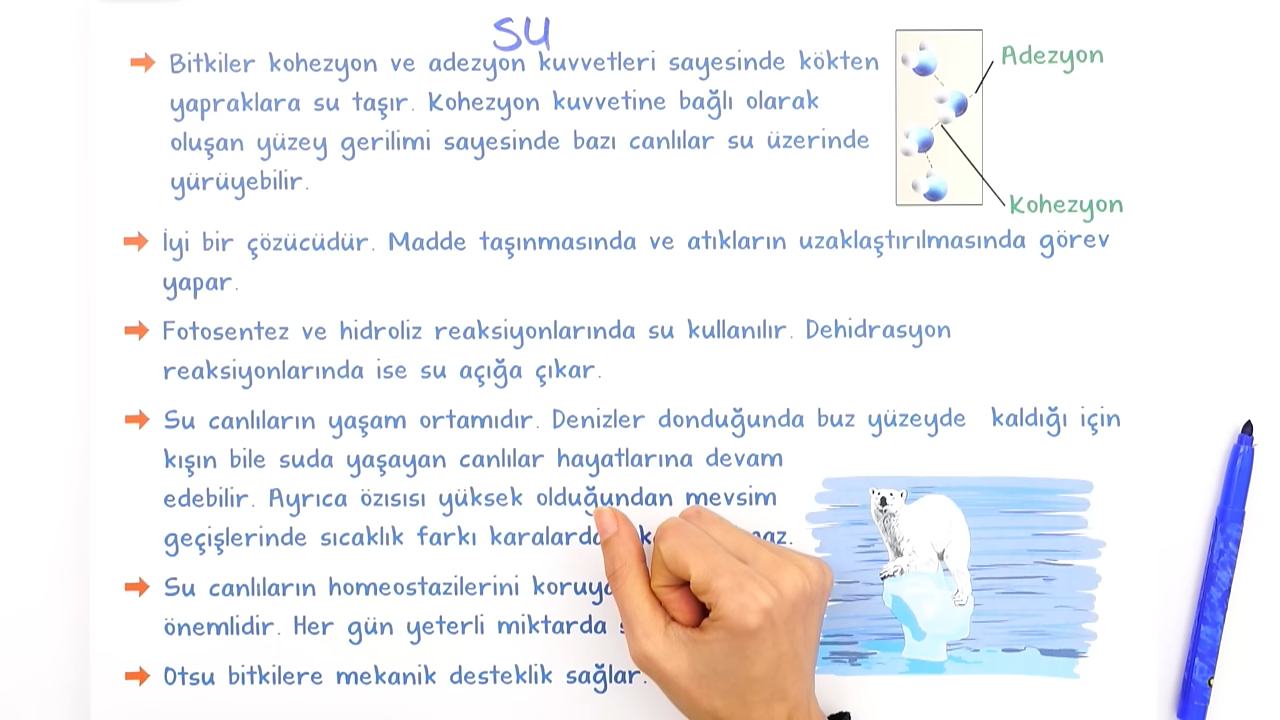 SU
Bitkiler kohezyon ve adezyon kuvvetleri sayesinde kökten
yapraklara su taşır. Kohezyon kuvvetine bağlı olarak
oluşan yüzey gerilimi sayesinde bazı canlılar su üzerinde
yürüyebilir.
Adezyon
Kohezyon
İyi bir çözücüdür. Madde taşınmasında ve atıkların uzaklaştırılmasında görev
yapar.
Fotosentez ve hidroliz reaksiyonlarında su kullanılır. Dehidrasyon
reaksiyonlarında ise su açığa çıkar.
Su canlıların yaşam ortamıdır. Denizler donduğunda buz yüzeyde kaldığı için
kışın bile suda yaşayan canlılar hayatlarına devam
edebilir. Ayrıca özısısı yüksek olduğundan mevsim
geçişlerinde sıcaklık farkı
Su canlıların homeostazilerini
önemlidir. Her gün yeterli miktarda
Otsu bitkilere mekanik desteklik sağlar.